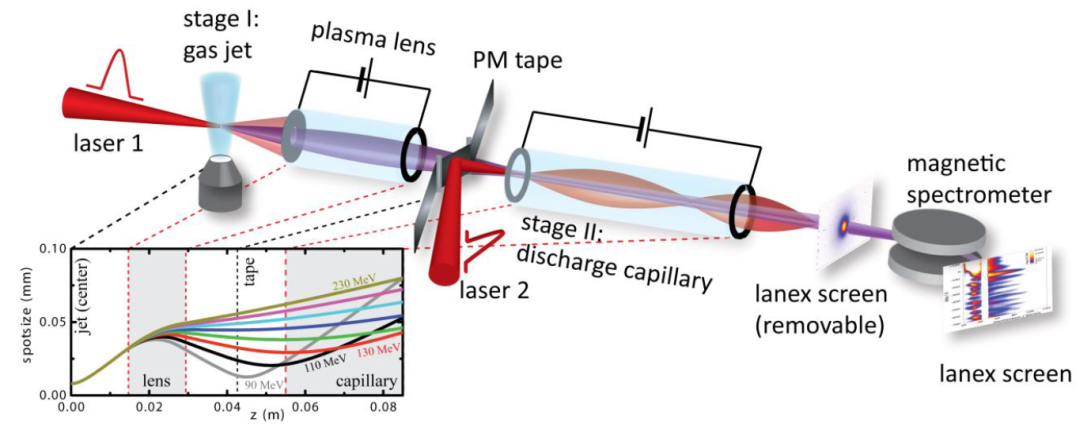 stage I:
gas jet
plasma lens
PM tape
laser 1
magnetic
spectrometer
stage II:
discharge capillary
laser 2
lanex screen
(removable)
lanex screen
0.10
0.05
0.00
spotsize (mm)
jet (center)
tape
230 MeV
130 MeV
110 MeV
90 MeV
lens
capillary
0.00
0.02
0.04
0.06
0.08
z (m)